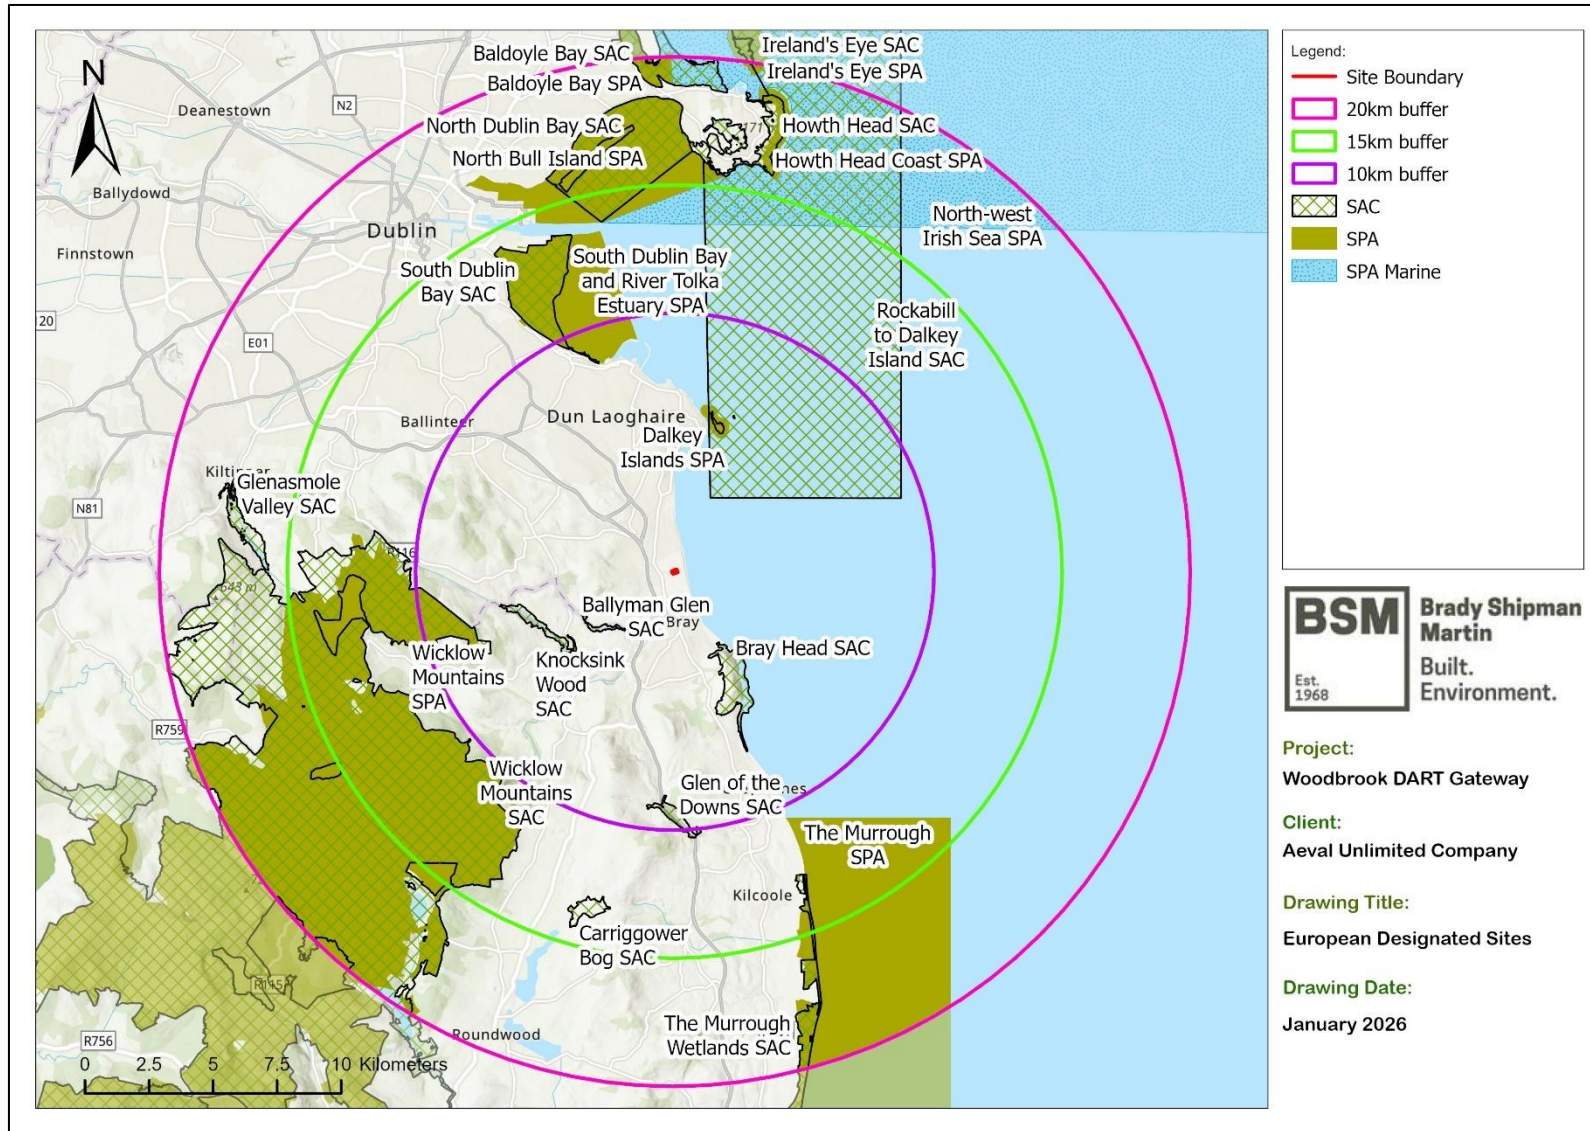 N
Baldoyle Bay SAC
Baldoyle Bay SPA
Ireland's Eye SAC
Ireland's Eye SPA
Deanestown
N2
North Dublin Bay SAC
North Bull Island SPA
171
Howth Head SAC
Howth Head Coast SPA
Ballydowd
Dublin
North-west
Irish Sea SPA
Finnstown
South Dublin
Bay SAC
South Dublin Bay
and River Tolka
Estuary SPA
20
E01
Rockabill
to Dalkey
Island SAC
Ballinteer
Dun Laoghaire
Dalkey
Islands SPA
Glenasmole
Valley SAC
N81
R116
643 m
Ballyman Glen
SAC
Bray
Wicklow
Mountains
SPA
Knocksink
Wood
SAC
Bray Head SAC
R759
Wicklow
Mountains
SAC
Glen of the
Downs SAC
The Murrough
SPA
Kilcoole
Carriggower
Bog SAC
R115
The Murrough
Wetlands SAC
Roundwood
R756
0 2.5 5 7.5 10 Kilometers
Legend:
Site Boundary
20km buffer
15km buffer
10km buffer
SAC
SPA
SPA Marine
BSM
Est.
1968
Brady Shipman
Martin
Built.
Environment.
Project:
Woodbrook DART Gateway
Client:
Aeval Unlimited Company
Drawing Title:
European Designated Sites
Drawing Date:
January 2026